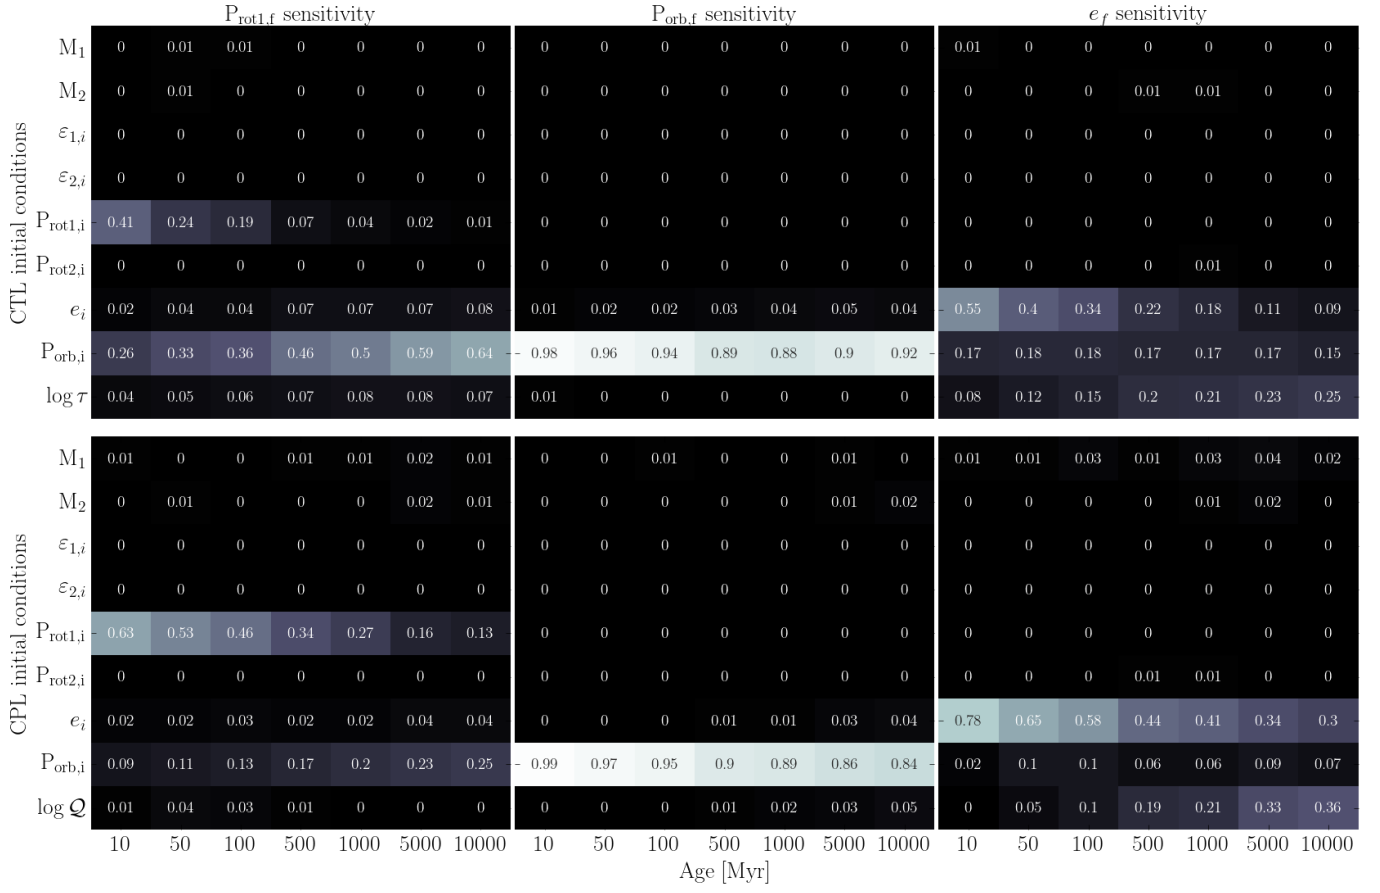 P_rot1,f sensitivity P_orb,f sensitivity e_f sensitivity
CTL initial conditions
M_1 0 0.01 0.01 0 0 0 0 0 0 0 0 0 0 0 0.01 0 0 0 0 0 0
M_2 0 0.01 0 0 0 0 0 0 0 0 0 0 0 0 0 0 0 0.01 0.01 0 0
ε_1,i 0 0 0 0 0 0 0 0 0 0 0 0 0 0 0 0 0 0 0 0 0
ε_2,i 0 0 0 0 0 0 0 0 0 0 0 0 0 0 0 0 0 0 0 0 0
P_rot1,i 0.41 0.24 0.19 0.07 0.04 0.02 0.01 0 0 0 0 0 0 0 0 0 0 0 0 0 0
P_rot2,i 0 0 0 0 0 0 0 0 0 0 0 0 0 0 0 0 0 0 0.01 0 0
e_i 0.02 0.04 0.04 0.07 0.07 0.07 0.08 0.01 0.02 0.02 0.03 0.04 0.05 0.04 0.55 0.4 0.34 0.22 0.18 0.11 0.09
P_orb,i 0.26 0.33 0.36 0.46 0.5 0.59 0.64 0.98 0.96 0.94 0.89 0.88 0.9 0.92 0.17 0.18 0.18 0.17 0.17 0.17 0.15
log τ 0.04 0.05 0.06 0.07 0.08 0.08 0.07 0.01 0 0 0 0 0 0 0.08 0.12 0.15 0.2 0.21 0.23 0.25
CPL initial conditions
M_1 0.01 0 0 0.01 0.01 0.02 0.01 0 0 0.01 0 0 0.01 0 0.01 0.01 0.03 0.01 0.03 0.04 0.02
M_2 0 0.01 0 0 0 0.02 0.01 0 0 0 0 0 0.01 0.02 0 0 0 0 0.01 0.02 0
ε_1,i 0 0 0 0 0 0 0 0 0 0 0 0 0 0 0 0 0 0 0 0 0
ε_2,i 0 0 0 0 0 0 0 0 0 0 0 0 0 0 0 0 0 0 0 0 0
P_rot1,i 0.63 0.53 0.46 0.34 0.27 0.16 0.13 0 0 0 0 0 0 0 0 0 0 0 0 0 0
P_rot2,i 0 0 0 0 0 0 0 0 0 0 0 0 0 0 0 0 0 0.01 0.01 0 0
e_i 0.02 0.02 0.03 0.02 0.02 0.04 0.04 0 0 0 0.01 0.01 0.03 0.04 0.78 0.65 0.58 0.44 0.41 0.34 0.3
P_orb,i 0.09 0.11 0.13 0.17 0.2 0.23 0.25 0.99 0.97 0.95 0.9 0.89 0.86 0.84 0.02 0.1 0.1 0.06 0.06 0.09 0.07
log Q 0.01 0.04 0.03 0.01 0 0 0 0 0 0 0.01 0.02 0.03 0.05 0 0.05 0.1 0.19 0.21 0.33 0.36
10 50 100 500 1000 5000 10000 10 50 100 500 1000 5000 10000 10 50 100 500 1000 5000 10000
Age [Myr]